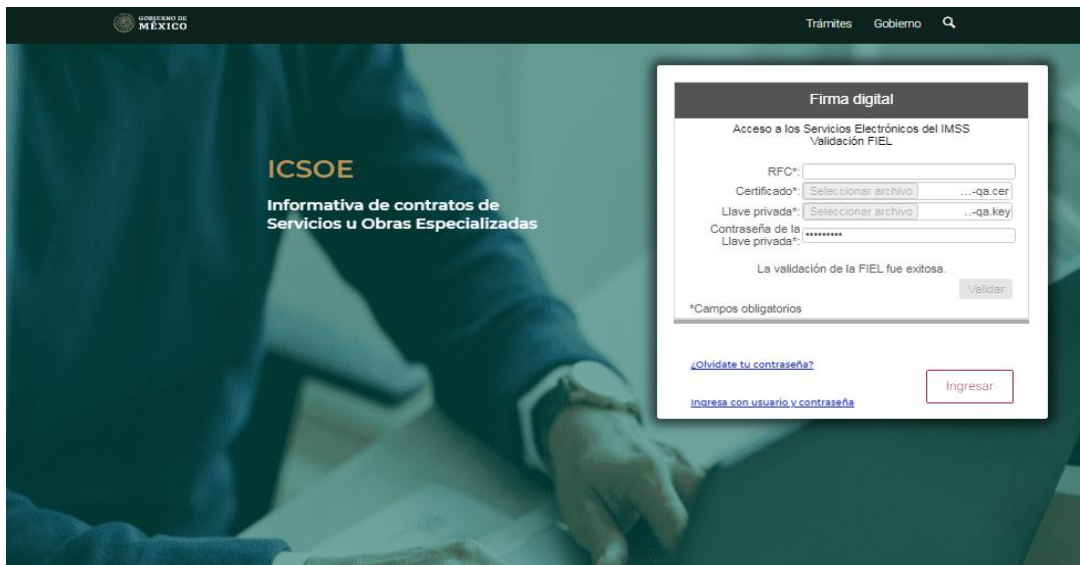 GOBIERNO DE
MÉXICO
Trámites Gobierno
ICSOE
Informativa de contratos de
Servicios u Obras Especializadas
Firma digital
Acceso a los Servicios Electrónicos del IMSS
Validación FIEL
RFC*:
Certificado*: Seleccionar archivo ...-qa.cer
Llave privada*: Seleccionar archivo ...-qa.key
Contraseña de la
Llave privada*: •••••••••
La validación de la FIEL fue exitosa.
Validar
*Campos obligatorios
¿Olvidate tu contraseña?
Ingresar
Ingresa con usuario y contraseña